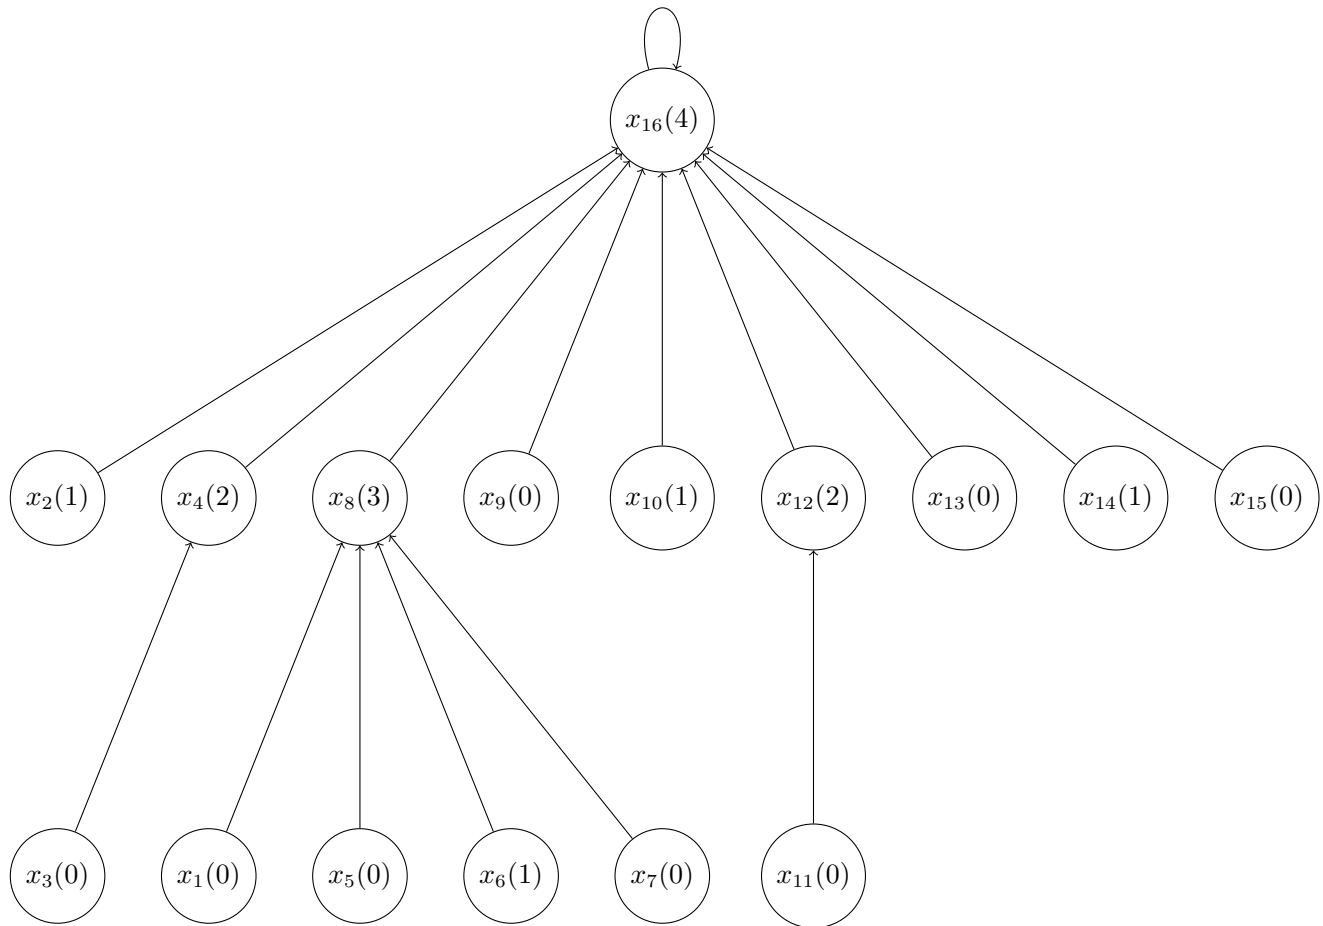 x₁₆(4)
x₂(1) x₄(2) x₈(3) x₉(0) x₁₀(1) x₁₂(2) x₁₃(0) x₁₄(1) x₁₅(0)
x₃(0) x₁(0) x₅(0) x₆(1) x₇(0) x₁₁(0)